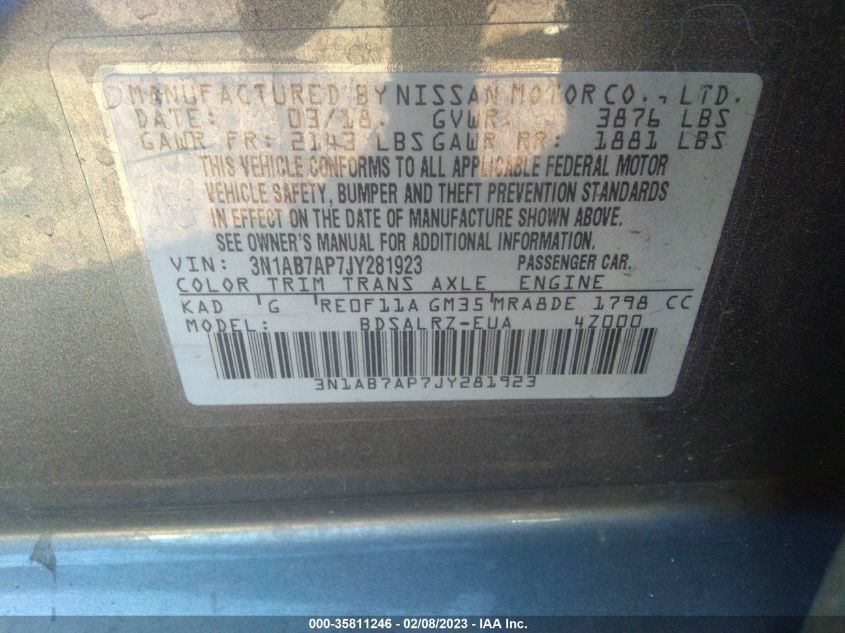 MANUFACTURED BY NISSAN MOTOR CO., LTD.
DATE: 03/18 GVWR: 3876 LBS
GAWR FR: 2143 LBS GAWR RR: 1881 LBS
THIS VEHICLE CONFORMS TO ALL APPLICABLE FEDERAL MOTOR
VEHICLE SAFETY, BUMPER AND THEFT PREVENTION STANDARDS
IN EFFECT ON THE DATE OF MANUFACTURE SHOWN ABOVE.
SEE OWNER'S MANUAL FOR ADDITIONAL INFORMATION.
VIN: 3N1AB7AP7JY281923 PASSENGER CAR.
COLOR TRIM TRANS AXLE ENGINE
KAD G RE0F11A GM35 MRA8DE 1798 CC
MODEL: BDSALRZ-EUA 4Z000
3N1AB7AP7JY281923
000-35811246 - 02/08/2023 - IAA Inc.